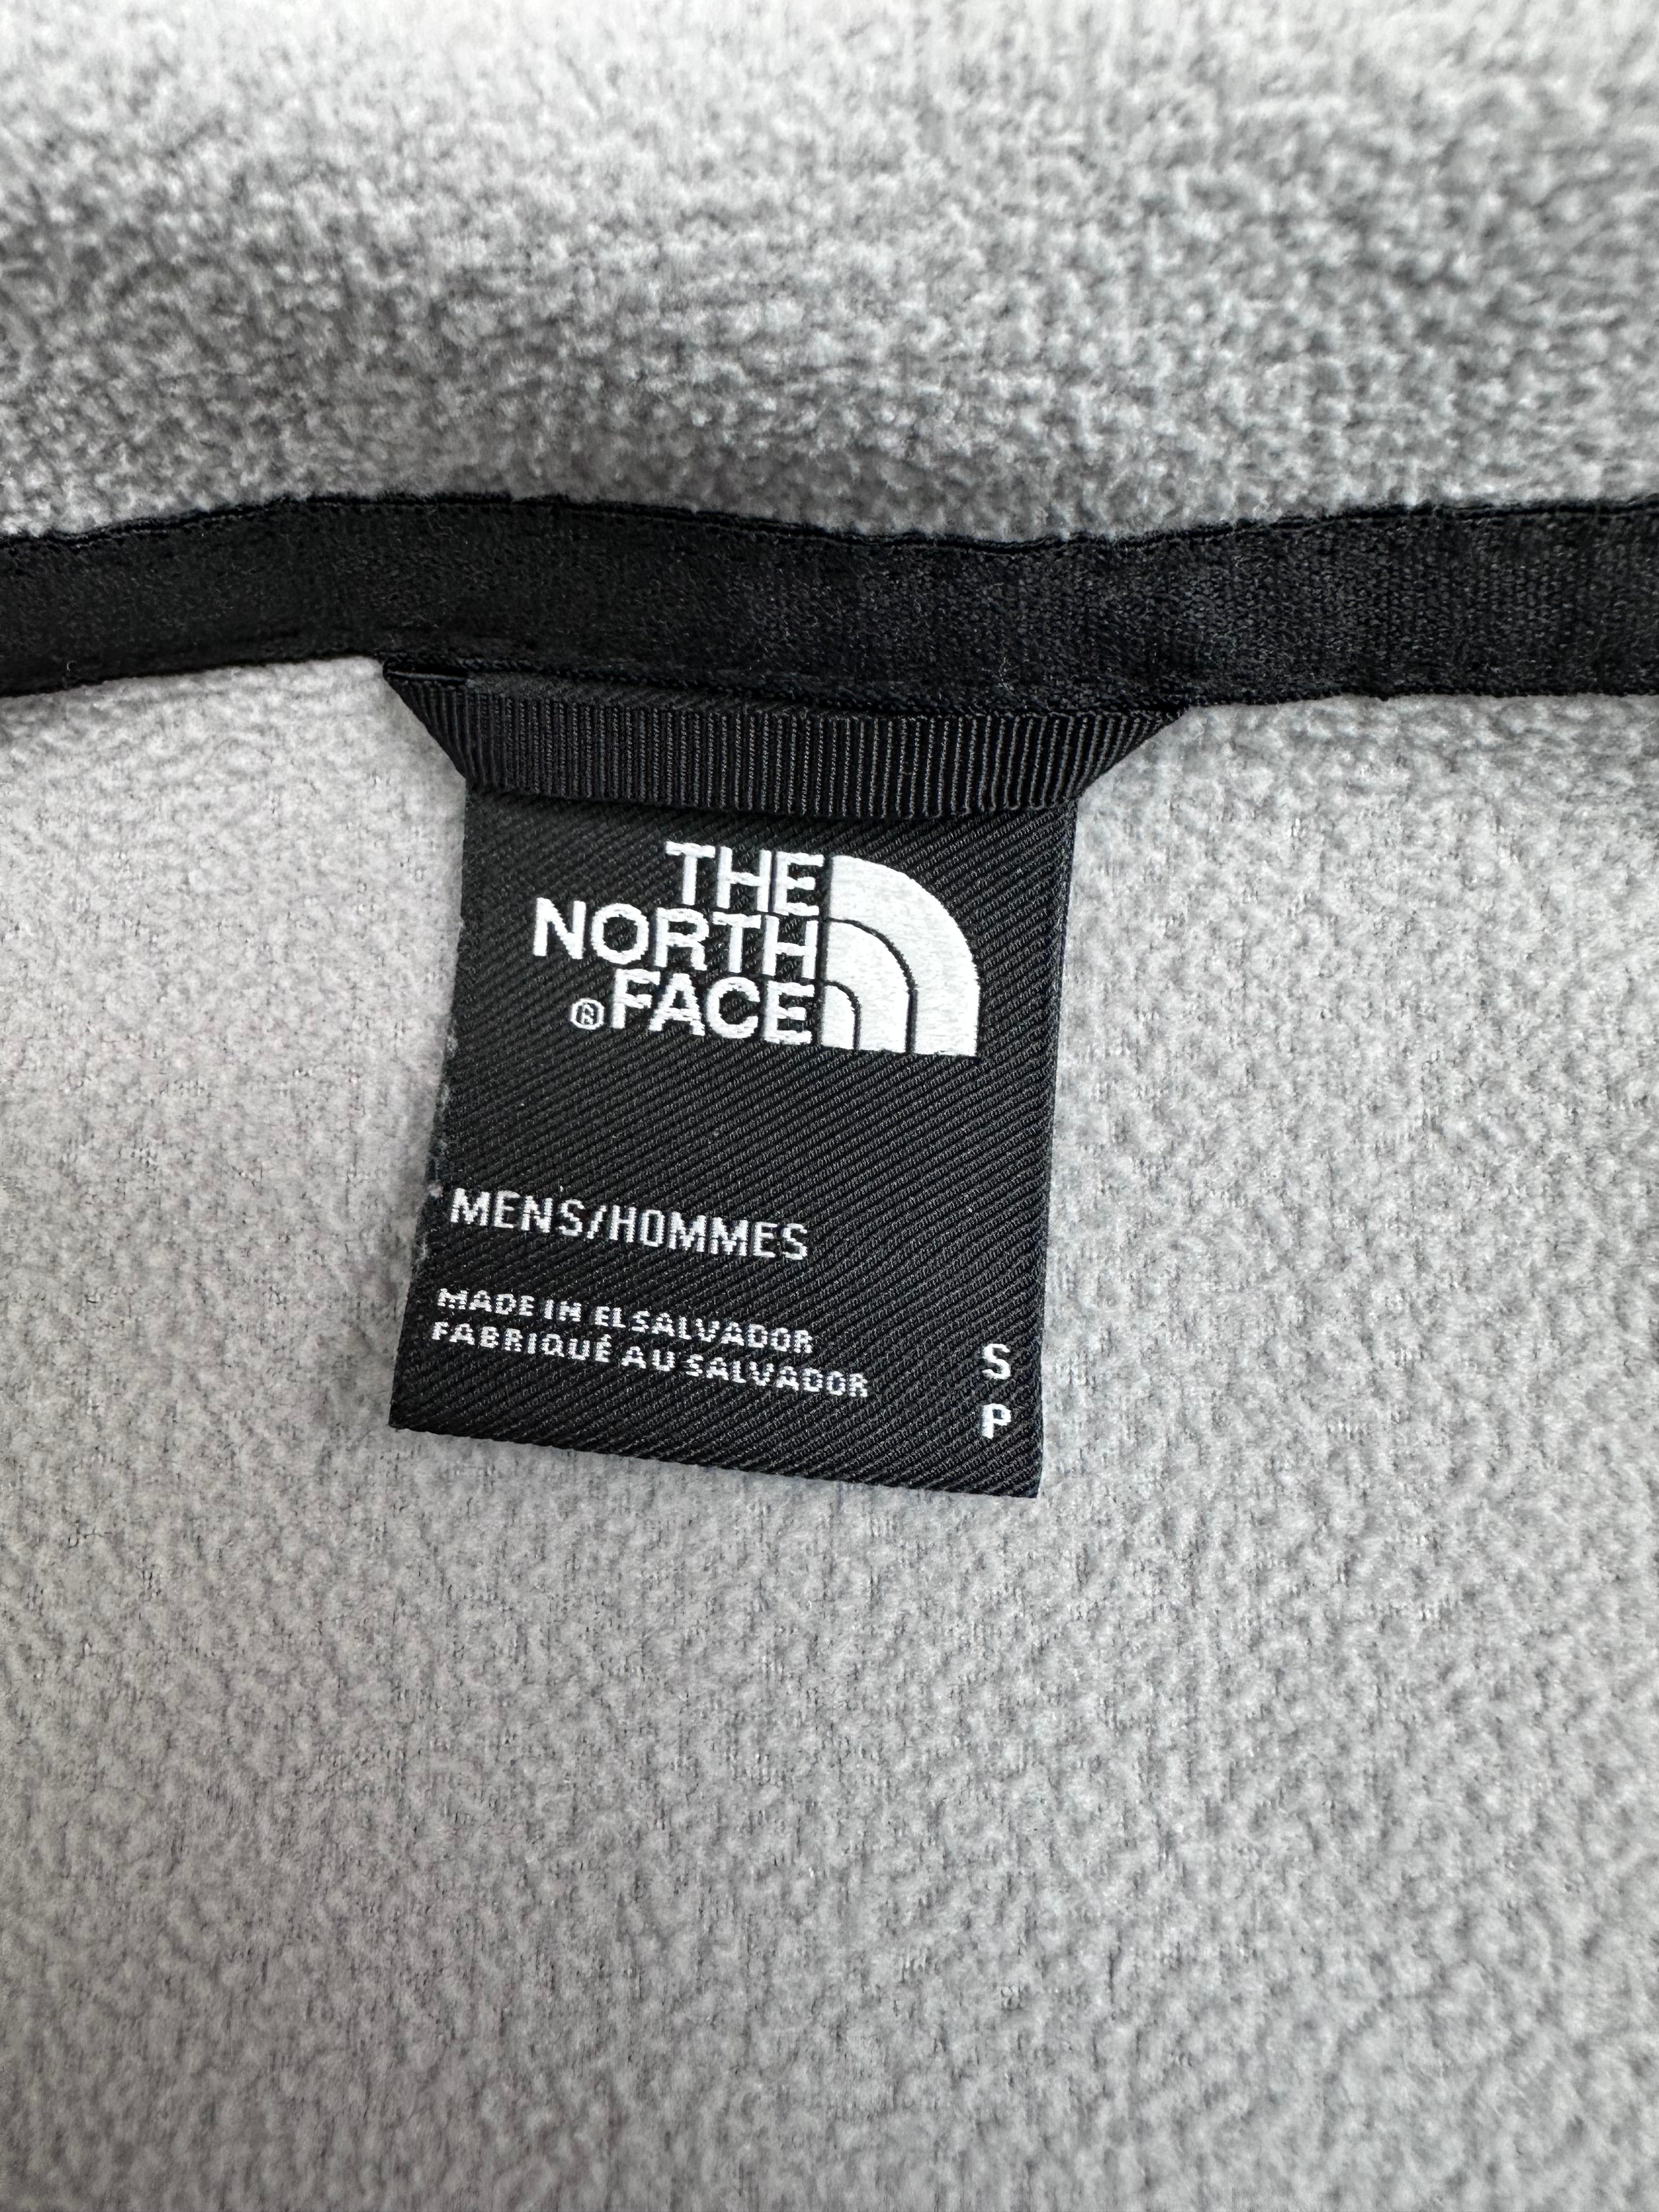 THE
NORTH
®FACE
MENS/HOMMES
MADE IN EL SALVADOR
FABRIQUÉ AU SALVADOR
S
P